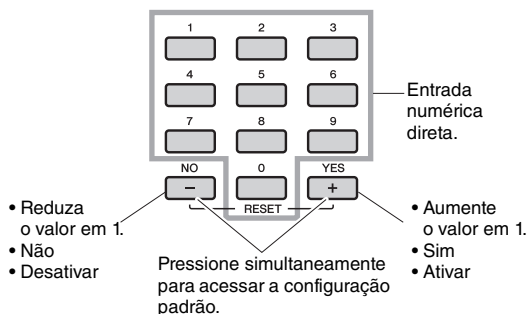 1 2 3
4 5 6
7 8 9
NO 0 YES
− +
RESET
Entrada
numérica
direta.
• Reduza
o valor em 1.
• Não
• Desativar
Pressione simultaneamente
para acessar a configuração
padrão.
• Aumente
o valor em 1.
• Sim
• Ativar